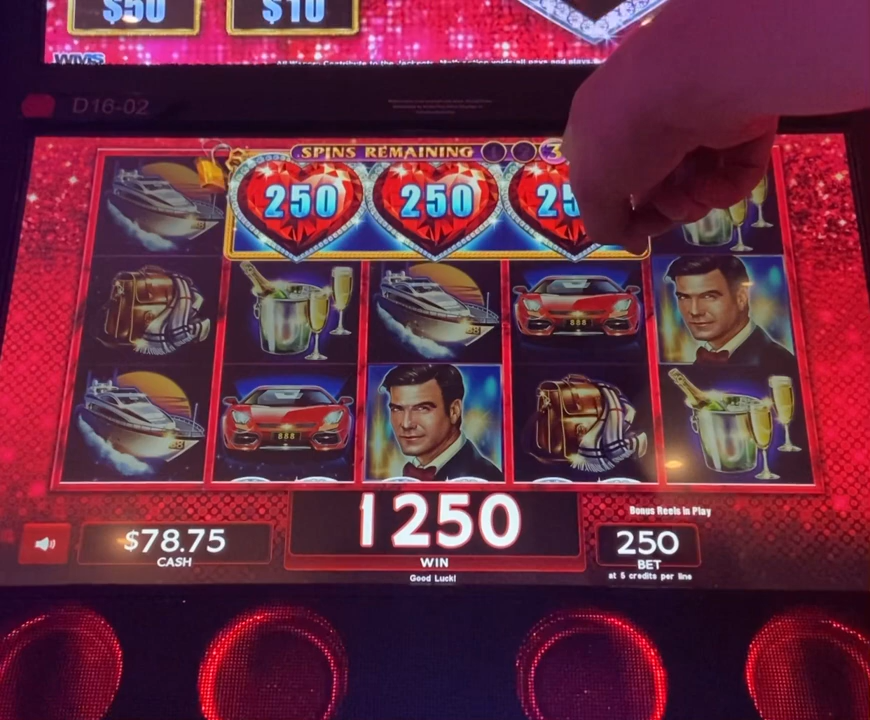 $50
$10
WMS
D16-02
SPINS REMAINING
250
250
888
888
1250
$78.75
CASH
WIN
Good Luck!
Bonus Reels in Play
250
BET
at 5 credits per line